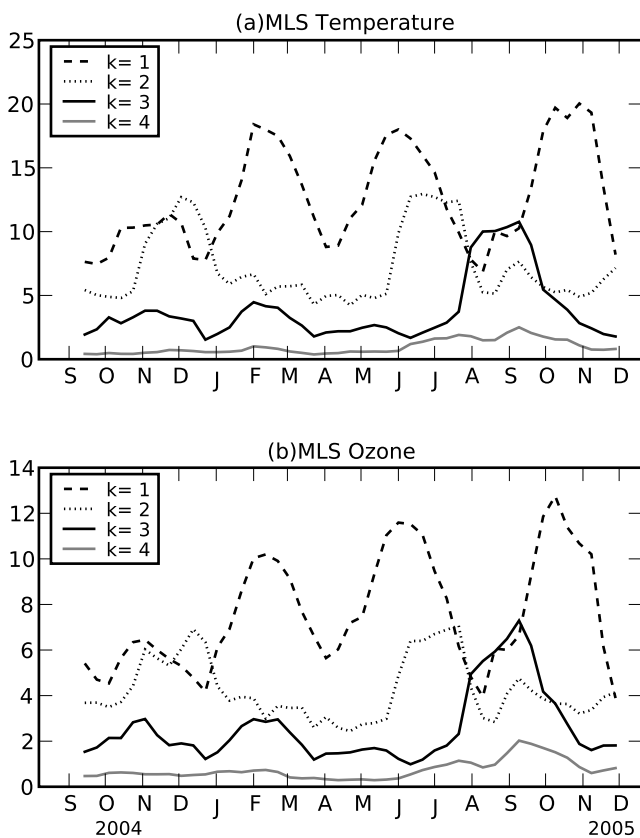 (a)MLS Temperature
25
20
15
10
5
0
k= 1
k= 2
k= 3
k= 4
S O N D J F M A M J J A S O N D
(b)MLS Ozone
14
12
10
8
6
4
2
0
k= 1
k= 2
k= 3
k= 4
S O N D J F M A M J J A S O N D
2004 2005